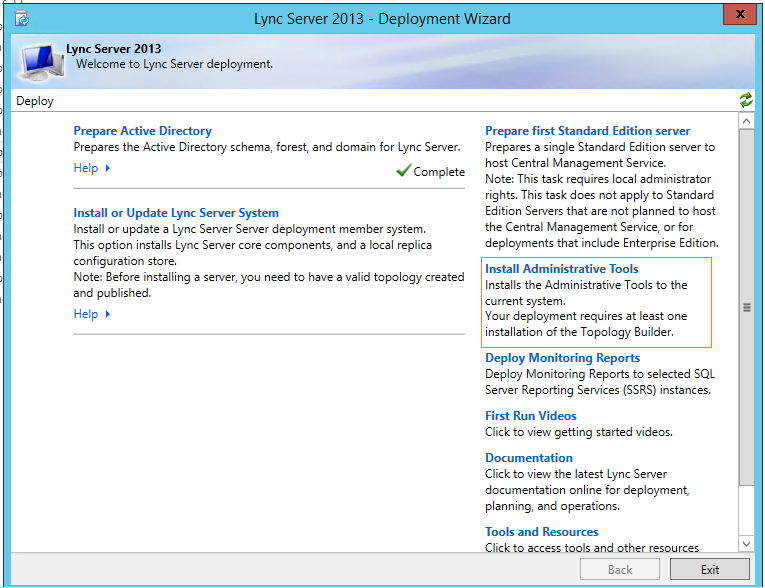 Lync Server 2013 - Deployment Wizard
x
Lync Server 2013
Welcome to Lync Server deployment.
Deploy
Prepare Active Directory
Prepares the Active Directory schema, forest, and domain for Lync Server.
Help
Complete
Install or Update Lync Server System
Install or update a Lync Server Server deployment member system.
This option installs Lync Server core components, and a local replica
configuration store.
Note: Before installing a server, you need to have a valid topology created
and published.
Help
Prepare first Standard Edition server
Prepares a single Standard Edition server to
host Central Management Service.
Note: This task requires local administrator
rights. This task does not apply to Standard
Edition Servers that are not planned to host
the Central Management Service, or for
deployments that include Enterprise Edition.
Install Administrative Tools
Installs the Administrative Tools to the
current system.
Your deployment requires at least one
installation of the Topology Builder.
Deploy Monitoring Reports
Deploy Monitoring Reports to selected SQL
Server Reporting Services (SSRS) instances.
First Run Videos
Click to view getting started videos.
Documentation
Click to view the latest Lync Server
documentation online for deployment,
planning, and operations.
Tools and Resources
Click to access tools and other resources
Back
Exit